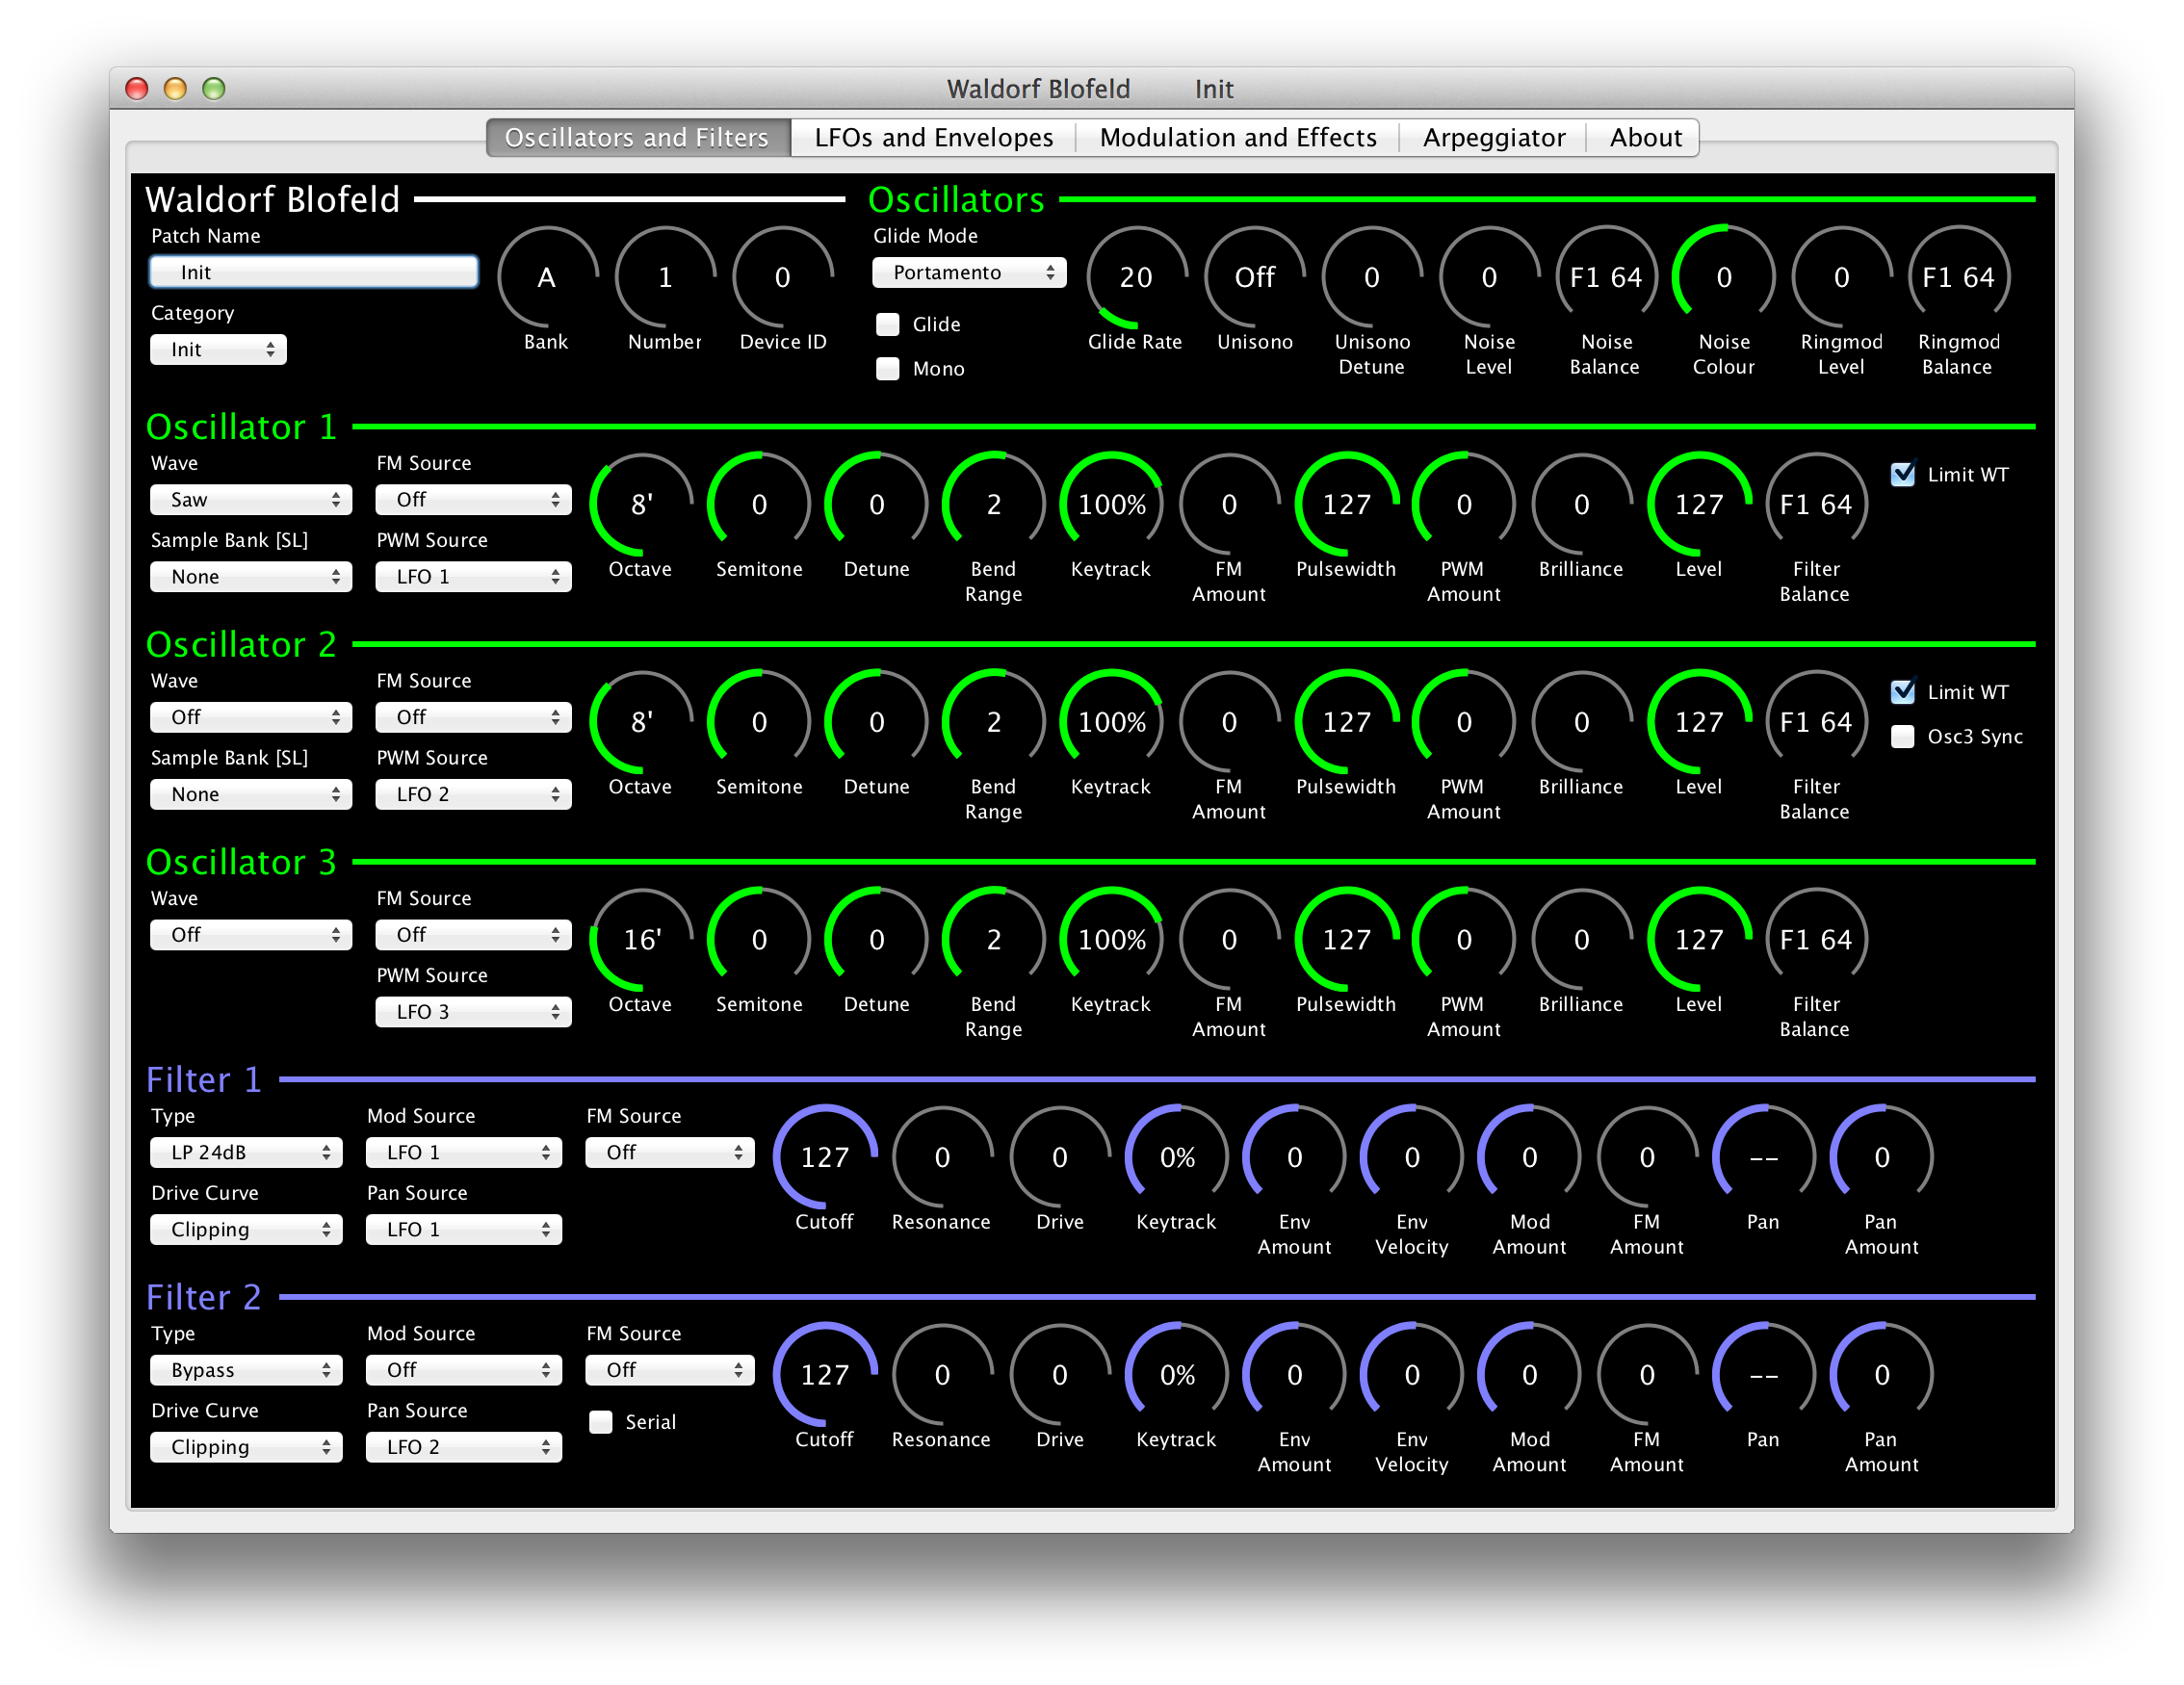 Waldorf Blofeld Init
Oscillators and Filters LFOs and Envelopes Modulation and Effects Arpeggiator About
Waldorf Blofeld
Patch Name
Init
Category
Init
A 1 0
Bank Number Device ID
Oscillators
Glide Mode
Portamento
Glide
Mono
20 Off 0 0 F1 64 0 0 F1 64
Glide Rate Unisono Unisono Noise Noise Noise Ringmod Ringmod
Detune Level Balance Colour Level Balance
Oscillator 1
Wave FM Source
Saw Off
Sample Bank [SL] PWM Source
None LFO 1
8' 0 0 2 100% 0 127 0 0 127 F1 64
Octave Semitone Detune Bend Keytrack FM Pulsewidth PWM Brilliance Level Filter
Range Amount Amount Balance
Limit WT
Oscillator 2
Wave FM Source
Off Off
Sample Bank [SL] PWM Source
None LFO 2
8' 0 0 2 100% 0 127 0 0 127 F1 64
Octave Semitone Detune Bend Keytrack FM Pulsewidth PWM Brilliance Level Filter
Range Amount Amount Balance
Limit WT
Osc3 Sync
Oscillator 3
Wave FM Source
Off Off
PWM Source
LFO 3
16' 0 0 2 100% 0 127 0 0 127 F1 64
Octave Semitone Detune Bend Keytrack FM Pulsewidth PWM Brilliance Level Filter
Range Amount Amount Balance
Filter 1
Type Mod Source FM Source
LP 24dB LFO 1 Off
Drive Curve Pan Source
Clipping LFO 1
127 0 0 0% 0 0 0 0 -- 0
Cutoff Resonance Drive Keytrack Env Env Mod FM Pan Pan
Amount Velocity Amount Amount Amount
Filter 2
Type Mod Source FM Source
Bypass Off Off
Drive Curve Pan Source
Clipping LFO 2
Serial
127 0 0 0% 0 0 0 0 -- 0
Cutoff Resonance Drive Keytrack Env Env Mod FM Pan Pan
Amount Velocity Amount Amount Amount